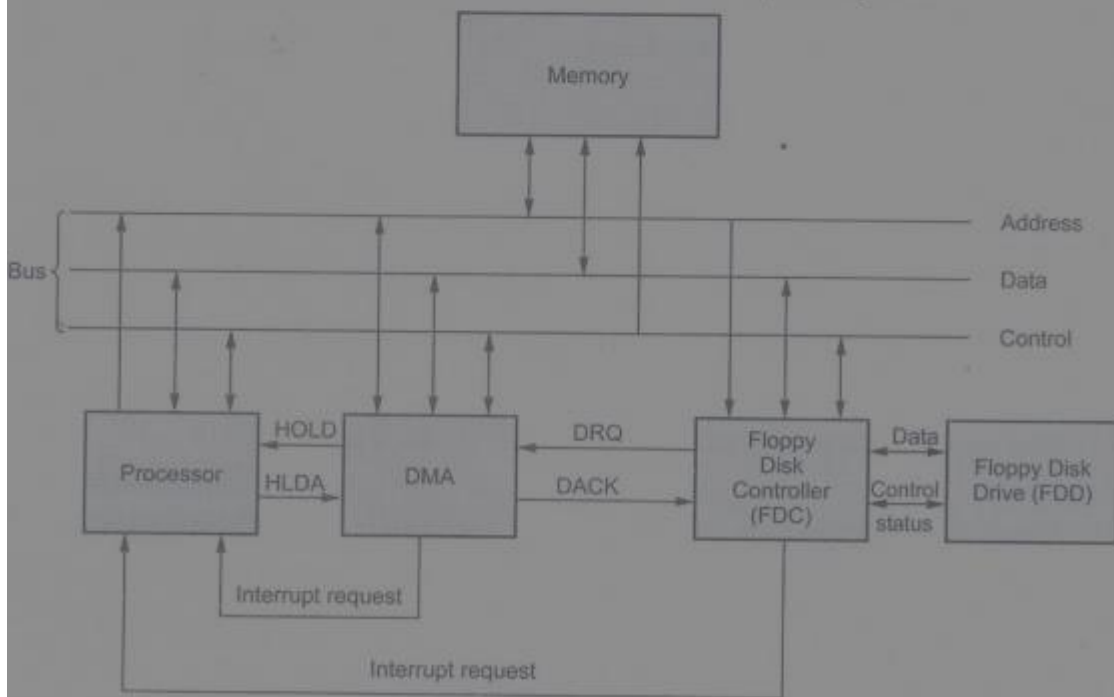 Memory
Address
Bus
Data
Control
HOLD
DRQ
Processor
HLDA
DMA
DACK
Floppy
Disk
Controller
(FDC)
Data
Control
status
Floppy Disk
Drive (FDD)
Interrupt request
Interrupt request